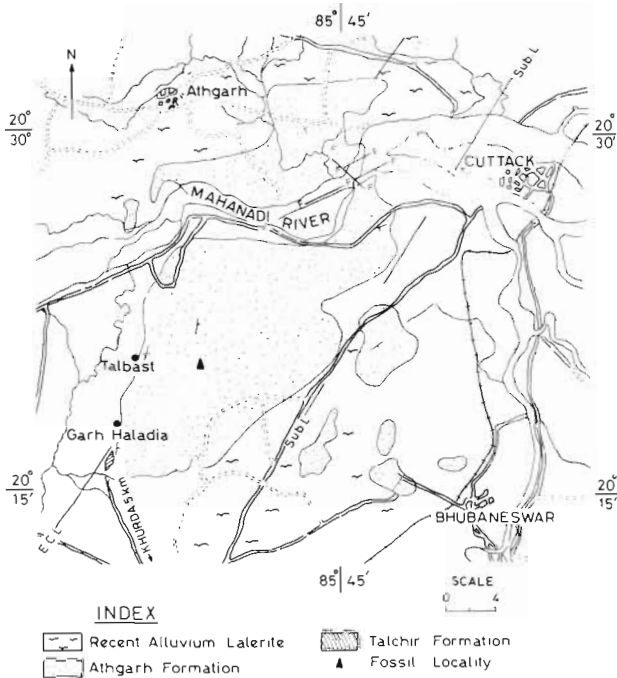 85° 45′
N
Sub L
Athgarh
20°
30′
20°
30′
CUTTACK
MAHANADI RIVER
Talbast
Garh Haladia
Sub L
20°
15′
20°
15′
E C L
KHURDA 5 km
BHUBANESWAR
85° 45′
SCALE
0 4
INDEX
Recent Alluvium Lalerite
Talchir Formation
Athgarh Formation
Fossil Locality